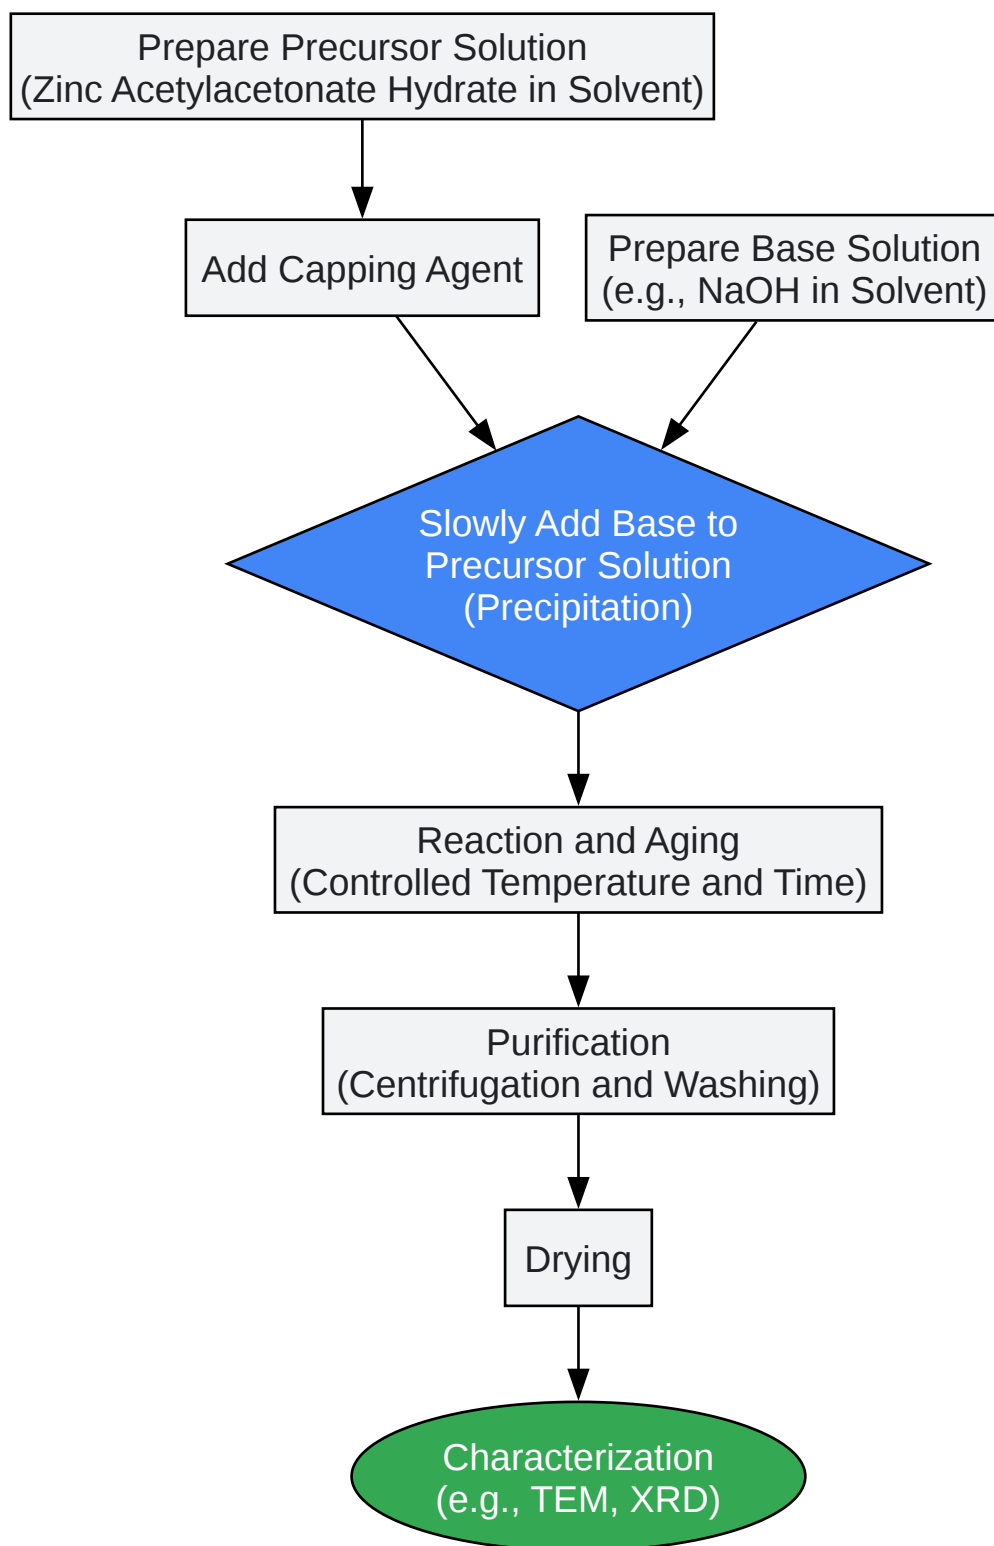 Prepare Precursor Solution
(Zinc Acetylacetonate Hydrate in Solvent)
Add Capping Agent
Prepare Base Solution
(e.g., NaOH in Solvent)
Slowly Add Base to
Precursor Solution
(Precipitation)
Reaction and Aging
(Controlled Temperature and Time)
Purification
(Centrifugation and Washing)
Drying
Characterization
(e.g., TEM, XRD)